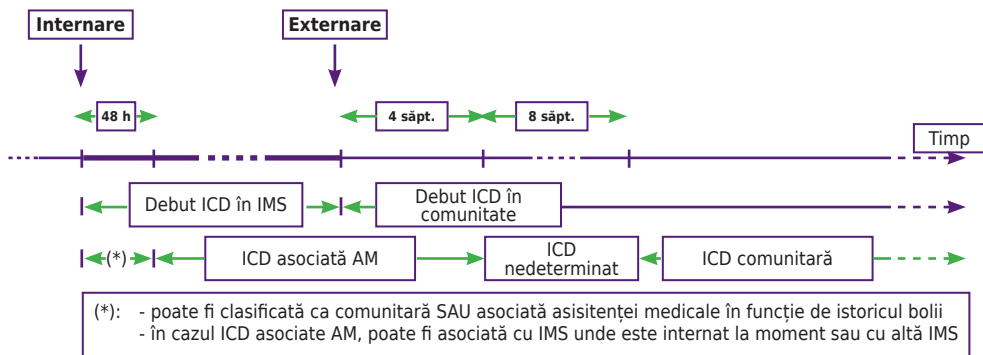 Internare
Externare
48 h
4 săpt.
8 săpt.
Timp
Debut ICD în IMS
Debut ICD în
comunitate
(*)
ICD asociată AM
ICD
nedeterminat
ICD comunitară
(*): - poate fi clasificată ca comunitară SAU asociată asisitenței medicale în funcție de istoricul bolii
- în cazul ICD asociate AM, poate fi asociată cu IMS unde este internat la moment sau cu altă IMS